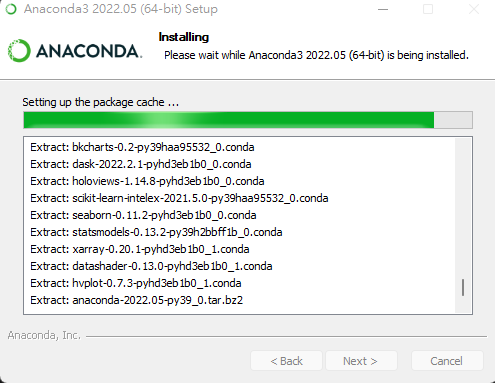 Anaconda3 2022.05 (64-bit) Setup
ANACONDA.
Installing
Please wait while Anaconda3 2022.05 (64-bit) is being installed.
Setting up the package cache ...
Extract: bkcharts-0.2-py39haa95532_0.conda
Extract: dask-2022.2.1-pyhd3eb1b0_0.conda
Extract: holoviews-1.14.8-pyhd3eb1b0_0.conda
Extract: scikit-learn-intelex-2021.5.0-py39haa95532_0.conda
Extract: seaborn-0.11.2-pyhd3eb1b0_0.conda
Extract: statsmodels-0.13.2-py39h2bbff1b_0.conda
Extract: xarray-0.20.1-pyhd3eb1b0_1.conda
Extract: datashader-0.13.0-pyhd3eb1b0_1.conda
Extract: hvplot-0.7.3-pyhd3eb1b0_1.conda
Extract: anaconda-2022.05-py39_0.tar.bz2
Anaconda, Inc.
< Back
Next >
Cancel